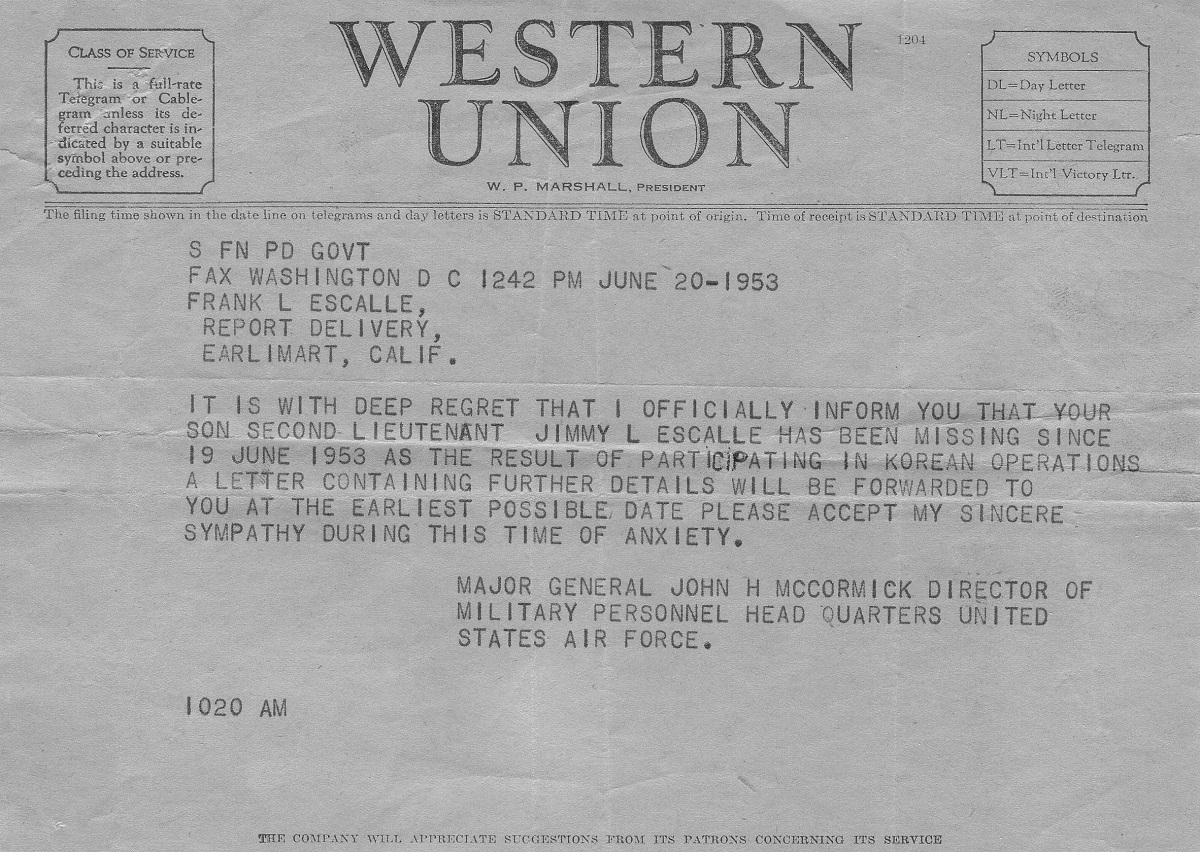 CLASS OF SERVICE
This is a full-rate
Telegram or Cable-
gram unless its de-
ferred character is in-
dicated by a suitable
symbol above or pre-
ceding the address.
WESTERN
UNION
W. P. MARSHALL, PRESIDENT
1204
SYMBOLS
DL=Day Letter
NL=Night Letter
LT=Int'l Letter Telegram
VLT=Int'l Victory Ltr.
The filing time shown in the date line on telegrams and day letters is STANDARD TIME at point of origin. Time of receipt is STANDARD TIME at point of destination
S FN PD GOVT
FAX WASHINGTON D C 1242 PM JUNE 20-1953
FRANK L ESCALLE,
REPORT DELIVERY,
EARLIMART, CALIF.
IT IS WITH DEEP REGRET THAT I OFFICIALLY INFORM YOU THAT YOUR
SON SECOND LIEUTENANT JIMMY L ESCALLE HAS BEEN MISSING SINCE
19 JUNE 1953 AS THE RESULT OF PARTICIPATING IN KOREAN OPERATIONS
A LETTER CONTAINING FURTHER DETAILS WILL BE FORWARDED TO
YOU AT THE EARLIEST POSSIBLE DATE PLEASE ACCEPT MY SINCERE
SYMPATHY DURING THIS TIME OF ANXIETY.
MAJOR GENERAL JOHN H MCCORMICK DIRECTOR OF
MILITARY PERSONNEL HEAD QUARTERS UNITED
STATES AIR FORCE.
1020 AM
THE COMPANY WILL APPRECIATE SUGGESTIONS FROM ITS PATRONS CONCERNING ITS SERVICE